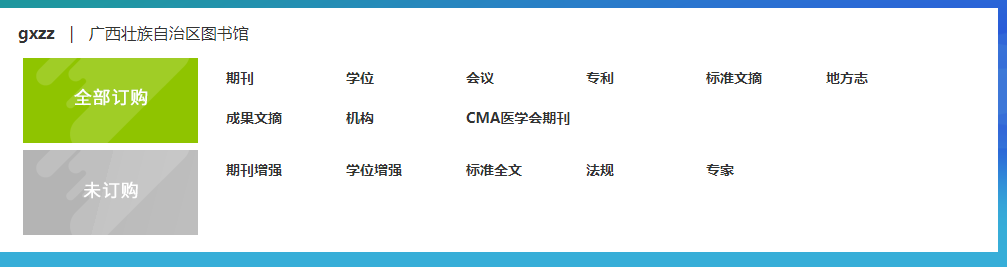 gxzz | 广西壮族自治区图书馆
全部订购
期刊 学位 会议 专利 标准文摘 地方志
成果文摘 机构 CMA医学会期刊
未订购
期刊增强 学位增强 标准全文 法规 专家